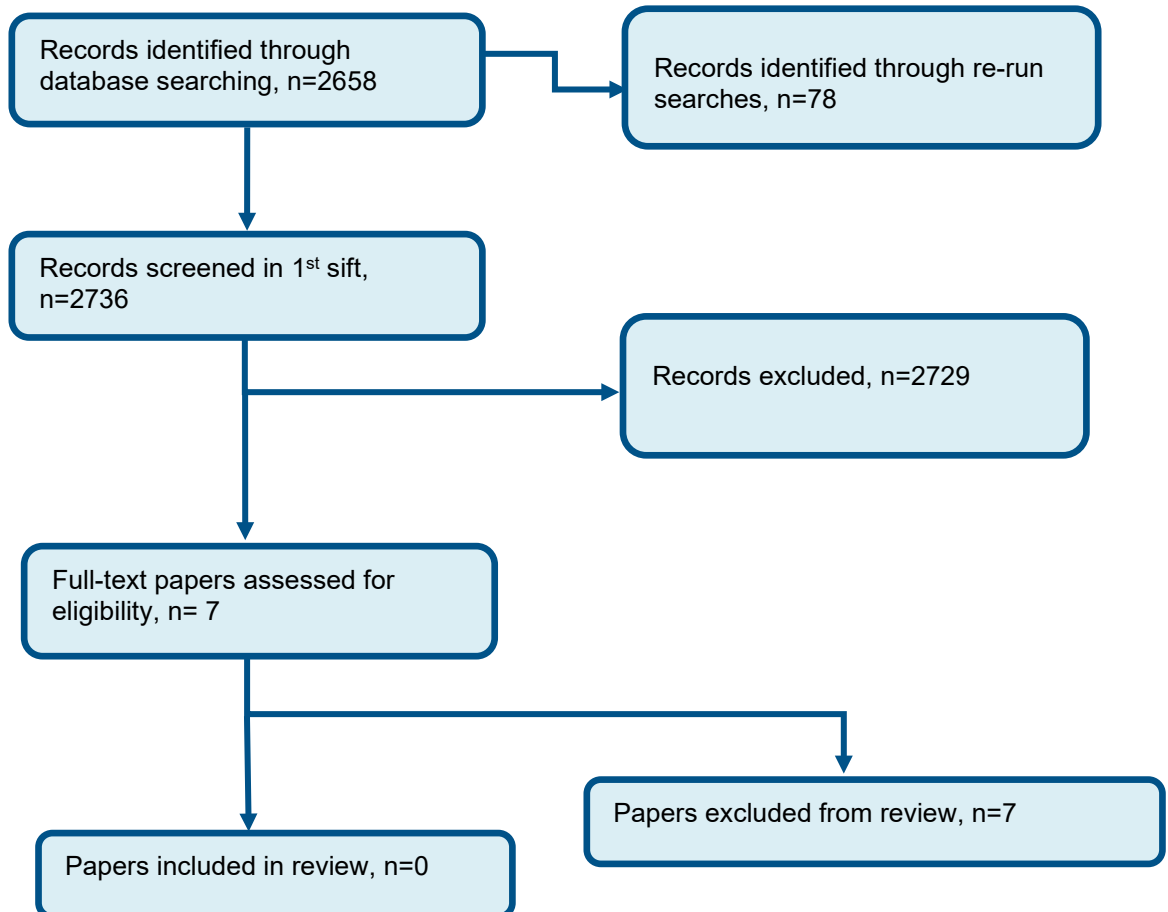 Records identified through
database searching, n=2658
Records identified through re-run
searches, n=78
Records screened in 1st sift,
n=2736
Records excluded, n=2729
Full-text papers assessed for
eligibility, n= 7
Papers excluded from review, n=7
Papers included in review, n=0